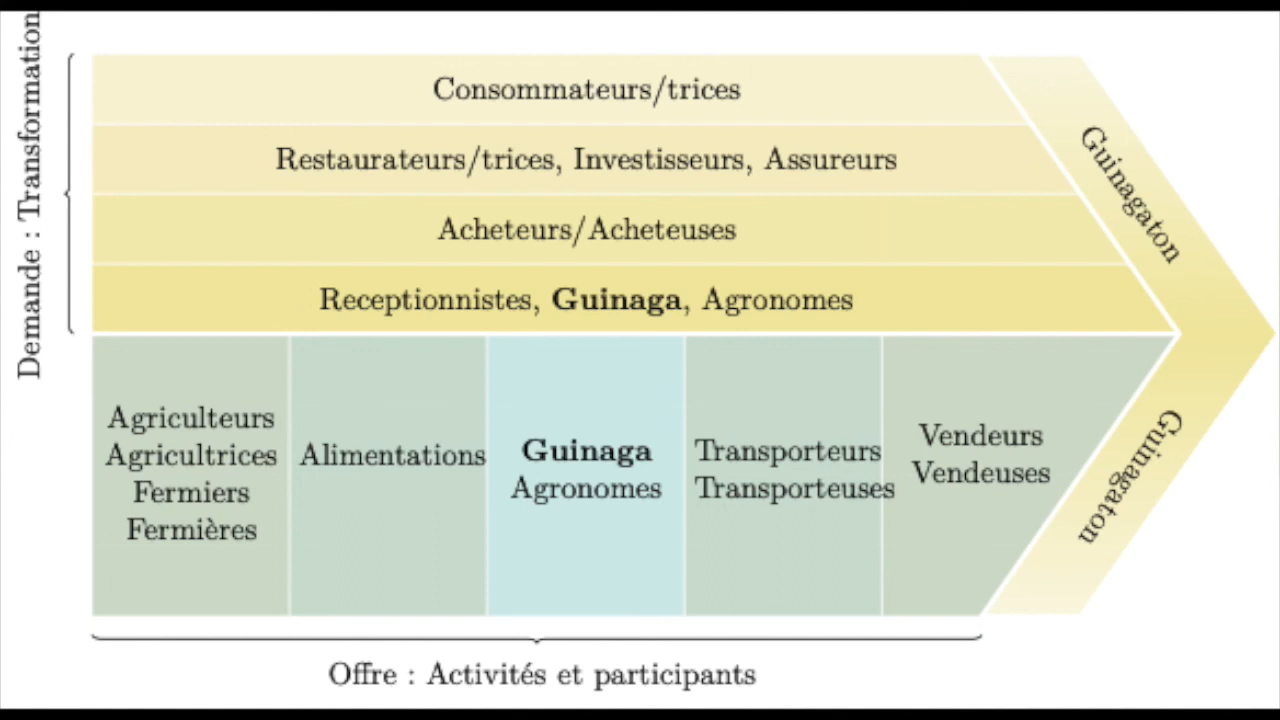 Demande : Transformation
Consommateurs/trices
Restaurateurs/trices, Investisseurs, Assureurs
Acheteurs/Acheteuses
Receptionnistes, Guinaga, Agronomes
Guinagaton
Agriculteurs
Agricultrices
Fermiers
Fermières
Alimentations
Guinaga
Agronomes
Transporteurs
Transporteuses
Vendeurs
Vendeuses
Guinagaton
Offre : Activités et participants